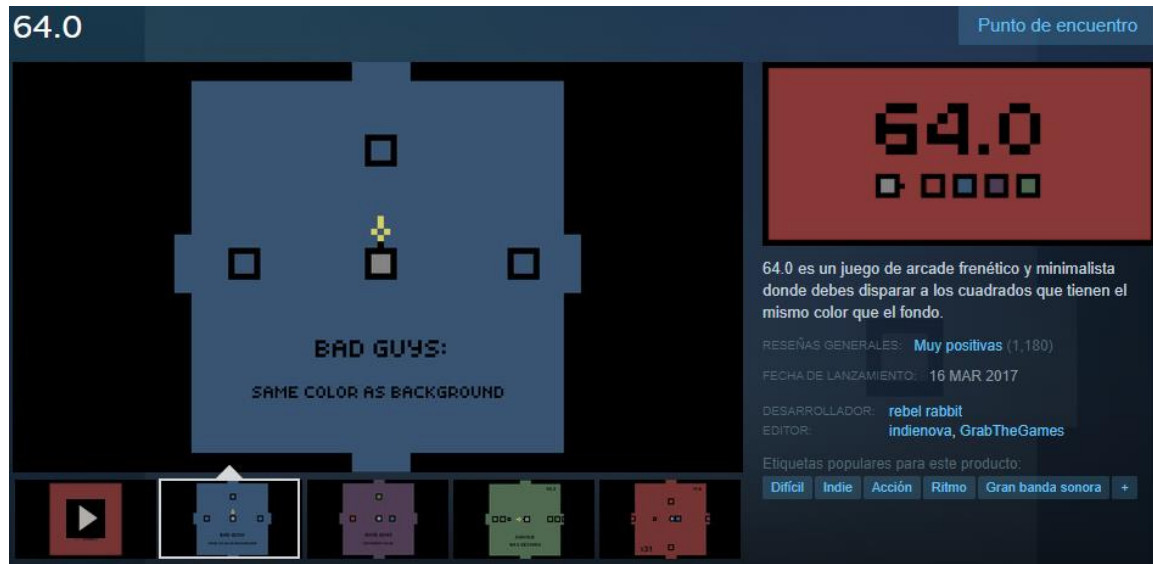 64.0
Punto de encuentro
BAD GUYS:
SAME COLOR AS BACKGROUND
64.0
64.0 es un juego de arcade frenético y minimalista
donde debes disparar a los cuadrados que tienen el
mismo color que el fondo.
RESEÑAS GENERALES: Muy positivas (1,180)
FECHA DE LANZAMIENTO: 16 MAR 2017
DESARROLLADOR: rebel rabbit
EDITOR: indienova, GrabTheGames
Etiquetas populares para este producto:
Difícil Indie Acción Ritmo Gran banda sonora +
BAD GUYS
x31